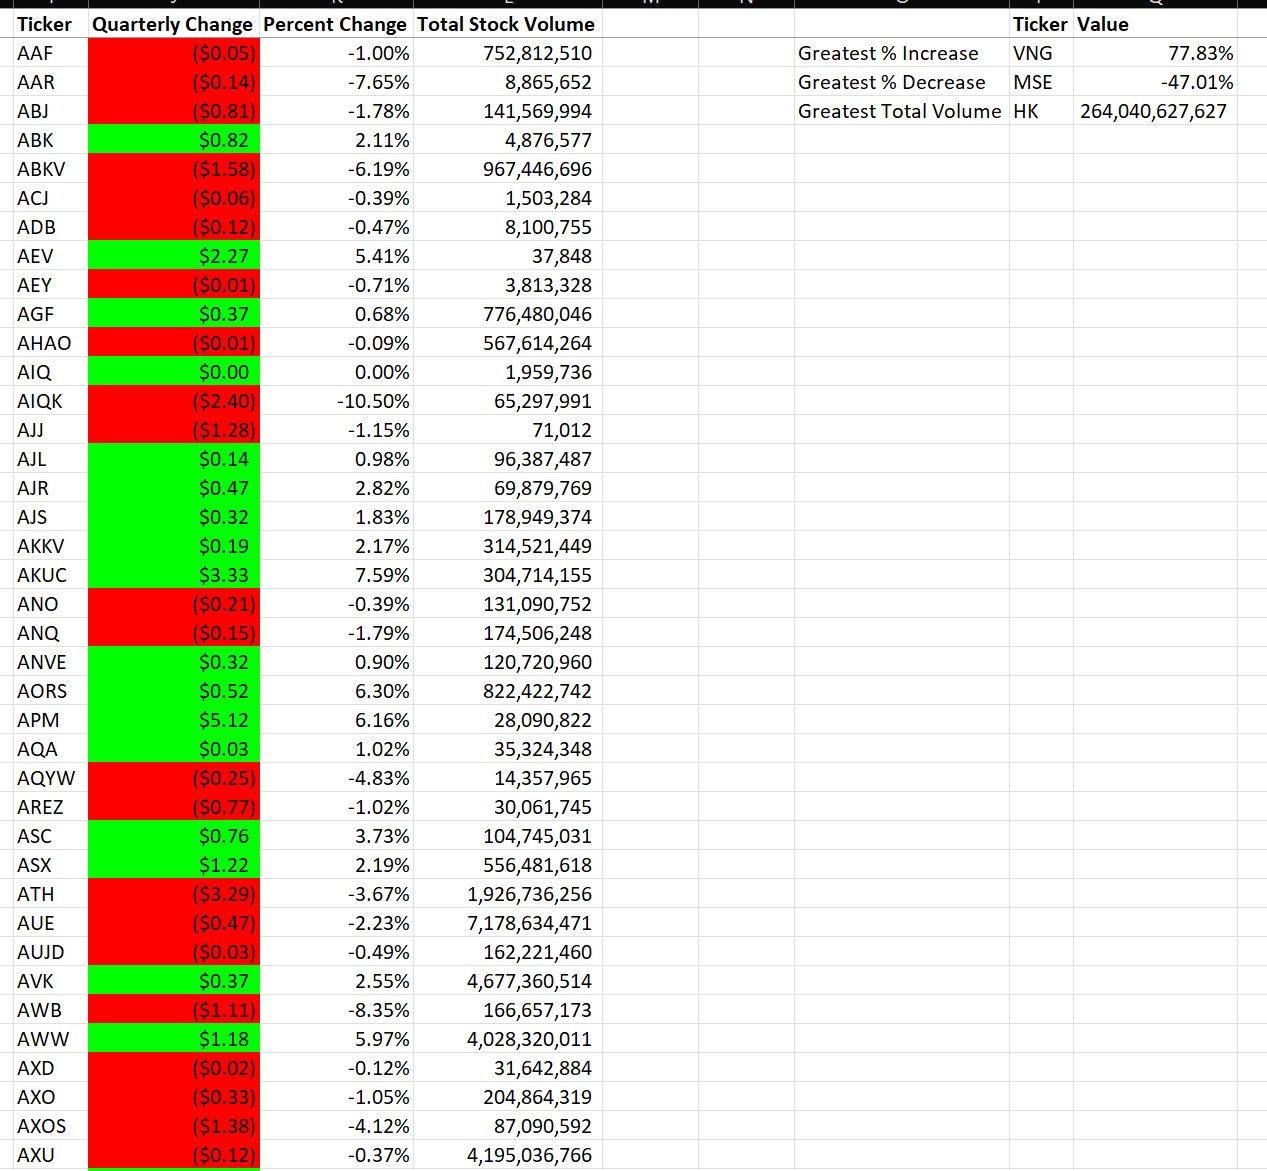 Ticker Quarterly Change Percent Change Total Stock Volume Ticker Value
AAF ($0.05) -1.00% 752,812,510 Greatest % Increase VNG 77.83%
AAR ($0.14) -7.65% 8,865,652 Greatest % Decrease MSE -47.01%
ABJ ($0.81) -1.78% 141,569,994 Greatest Total Volume HK 264,040,627,627
ABK $0.82 2.11% 4,876,577
ABKV ($1.58) -6.19% 967,446,696
ACJ ($0.06) -0.39% 1,503,284
ADB ($0.12) -0.47% 8,100,755
AEV $2.27 5.41% 37,848
AEY ($0.01) -0.71% 3,813,328
AGF $0.37 0.68% 776,480,046
AHAO ($0.01) -0.09% 567,614,264
AIQ $0.00 0.00% 1,959,736
AIQK ($2.40) -10.50% 65,297,991
AJJ ($1.28) -1.15% 71,012
AJL $0.14 0.98% 96,387,487
AJR $0.47 2.82% 69,879,769
AJS $0.32 1.83% 178,949,374
AKKV $0.19 2.17% 314,521,449
AKUC $3.33 7.59% 304,714,155
ANO ($0.21) -0.39% 131,090,752
ANQ ($0.15) -1.79% 174,506,248
ANVE $0.32 0.90% 120,720,960
AORS $0.52 6.30% 822,422,742
APM $5.12 6.16% 28,090,822
AQA $0.03 1.02% 35,324,348
AQYW ($0.25) -4.83% 14,357,965
AREZ ($0.77) -1.02% 30,061,745
ASC $0.76 3.73% 104,745,031
ASX $1.22 2.19% 556,481,618
ATH ($3.29) -3.67% 1,926,736,256
AUE ($0.47) -2.23% 7,178,634,471
AUJD ($0.03) -0.49% 162,221,460
AVK $0.37 2.55% 4,677,360,514
AWB ($1.11) -8.35% 166,657,173
AWW $1.18 5.97% 4,028,320,011
AXD ($0.02) -0.12% 31,642,884
AXO ($0.33) -1.05% 204,864,319
AXOS ($1.38) -4.12% 87,090,592
AXU ($0.12) -0.37% 4,195,036,766